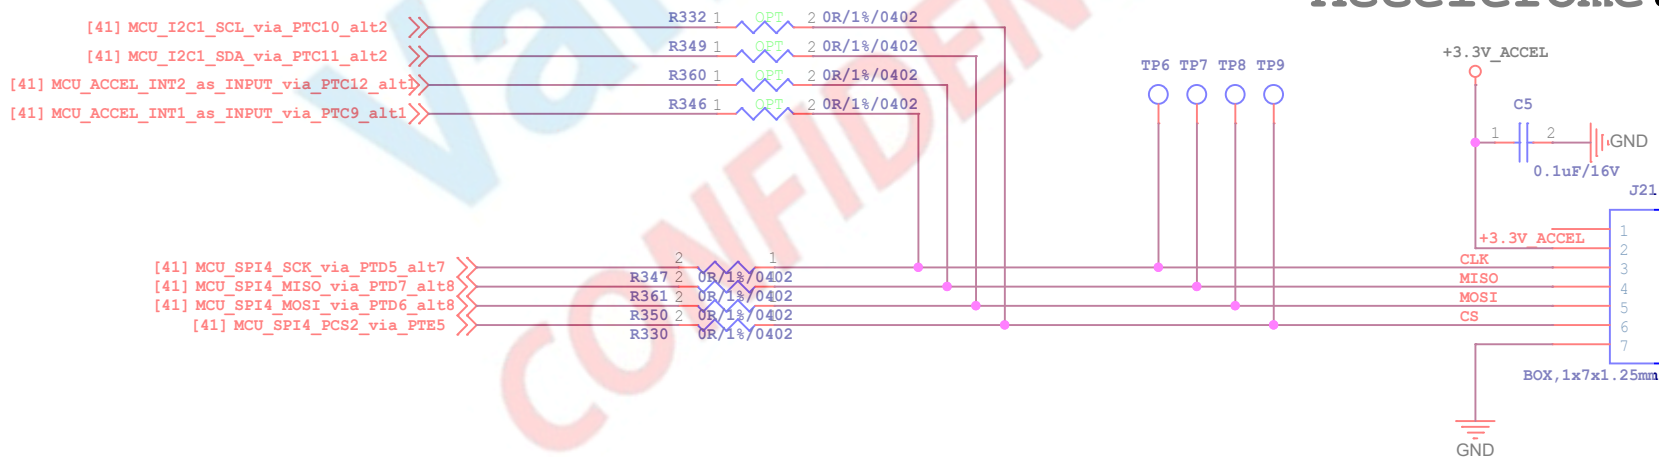 Accelerome
[41] MCU_I2C1_SCL_via_PTC10_alt2
R332 1 OPT 2 0R/1%/0402
[41] MCU_I2C1_SDA_via_PTC11_alt2
R349 1 OPT 2 0R/1%/0402
[41] MCU_ACCEL_INT2_as_INPUT_via_PTC12_alt1
R360 1 OPT 2 0R/1%/0402
[41] MCU_ACCEL_INT1_as_INPUT_via_PTC9_alt1
R346 1 OPT 2 0R/1%/0402
TP6 TP7 TP8 TP9
+3.3V_ACCEL
C5
1 2
GND
0.1uF/16V
J21
+3.3V_ACCEL
CLK
MISO
MOSI
CS
1
2
3
4
5
6
7
BOX,1x7x1.25mm
GND
[41] MCU_SPI4_SCK_via_PTD5_alt7
2 1
R347 0R/1%/0402
[41] MCU_SPI4_MISO_via_PTD7_alt8
2 1
R361 0R/1%/0402
[41] MCU_SPI4_MOSI_via_PTD6_alt8
2 1
R350 0R/1%/0402
[41] MCU_SPI4_PCS2_via_PTE5
2 1
R330 0R/1%/0402
CONFIDEN